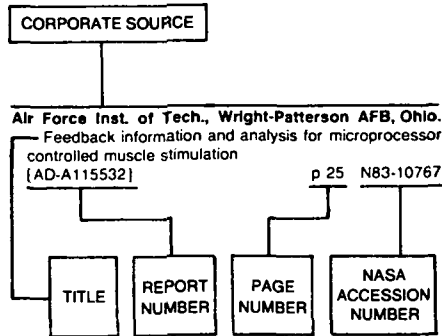 CORPORATE SOURCE
Air Force Inst. of Tech., Wright-Patterson AFB, Ohio.
Feedback information and analysis for microprocessor
controlled muscle stimulation
[AD-A115532] p 25 N83-10767
TITLE
REPORT
NUMBER
PAGE
NUMBER
NASA
ACCESSION
NUMBER